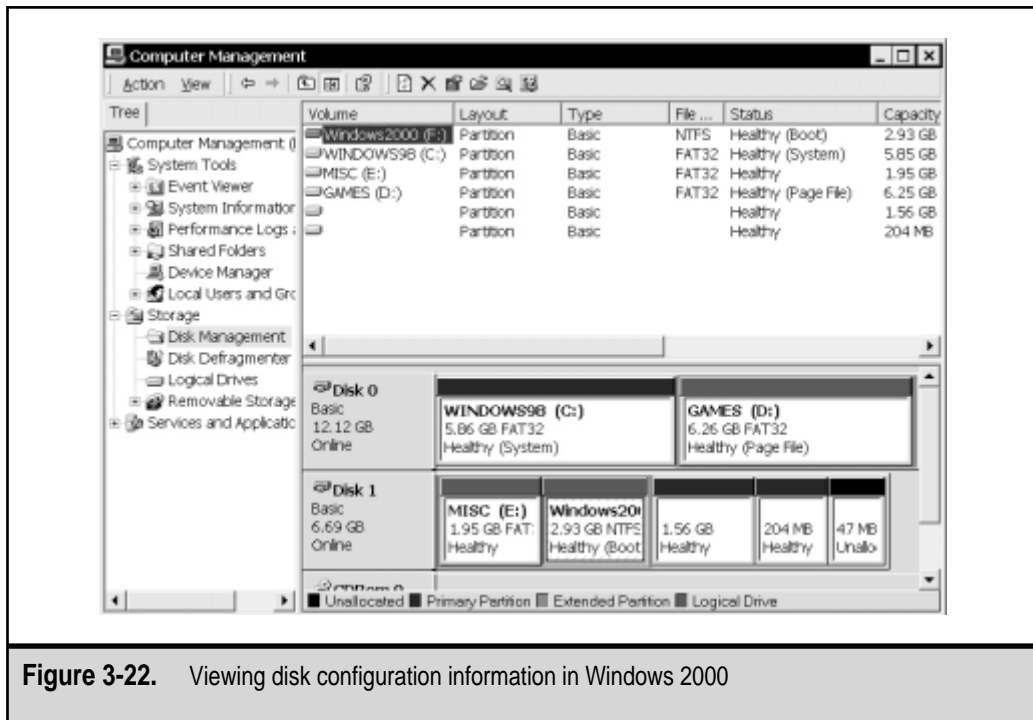 Computer Management
Action View
Tree
Computer Management (
System Tools
Event Viewer
System Informatior
Performance Logs
Shared Folders
Device Manager
Local Users and Grc
Storage
Disk Management
Disk Defragmenter
Logical Drives
Removable Storage
Services and Applicatic
Volume Layout Type File ... Status Capacity
Windows2000 (F:) Partition Basic NTFS Healthy (Boot) 2.93 GB
WINDOWS98 (C:) Partition Basic FAT32 Healthy (System) 5.85 GB
MISC (E:) Partition Basic FAT32 Healthy 1.95 GB
GAMES (D:) Partition Basic FAT32 Healthy (Page File) 6.25 GB
Partition Basic Healthy 1.56 GB
Partition Basic Healthy 204 MB
Disk 0
Basic
12.12 GB
Online
WINDOWS98 (C:)
5.86 GB FAT32
Healthy (System)
GAMES (D:)
6.26 GB FAT32
Healthy (Page File)
Disk 1
Basic
6.69 GB
Online
MISC (E:)
1.95 GB FAT
Healthy
Windows20
2.93 GB NTFS
Healthy (Boot
1.56 GB
Healthy
204 MB
Healthy
47 MB
Unallo
Unallocated Primary Partition Extended Partition Logical Drive
Figure 3-22. Viewing disk configuration information in Windows 2000